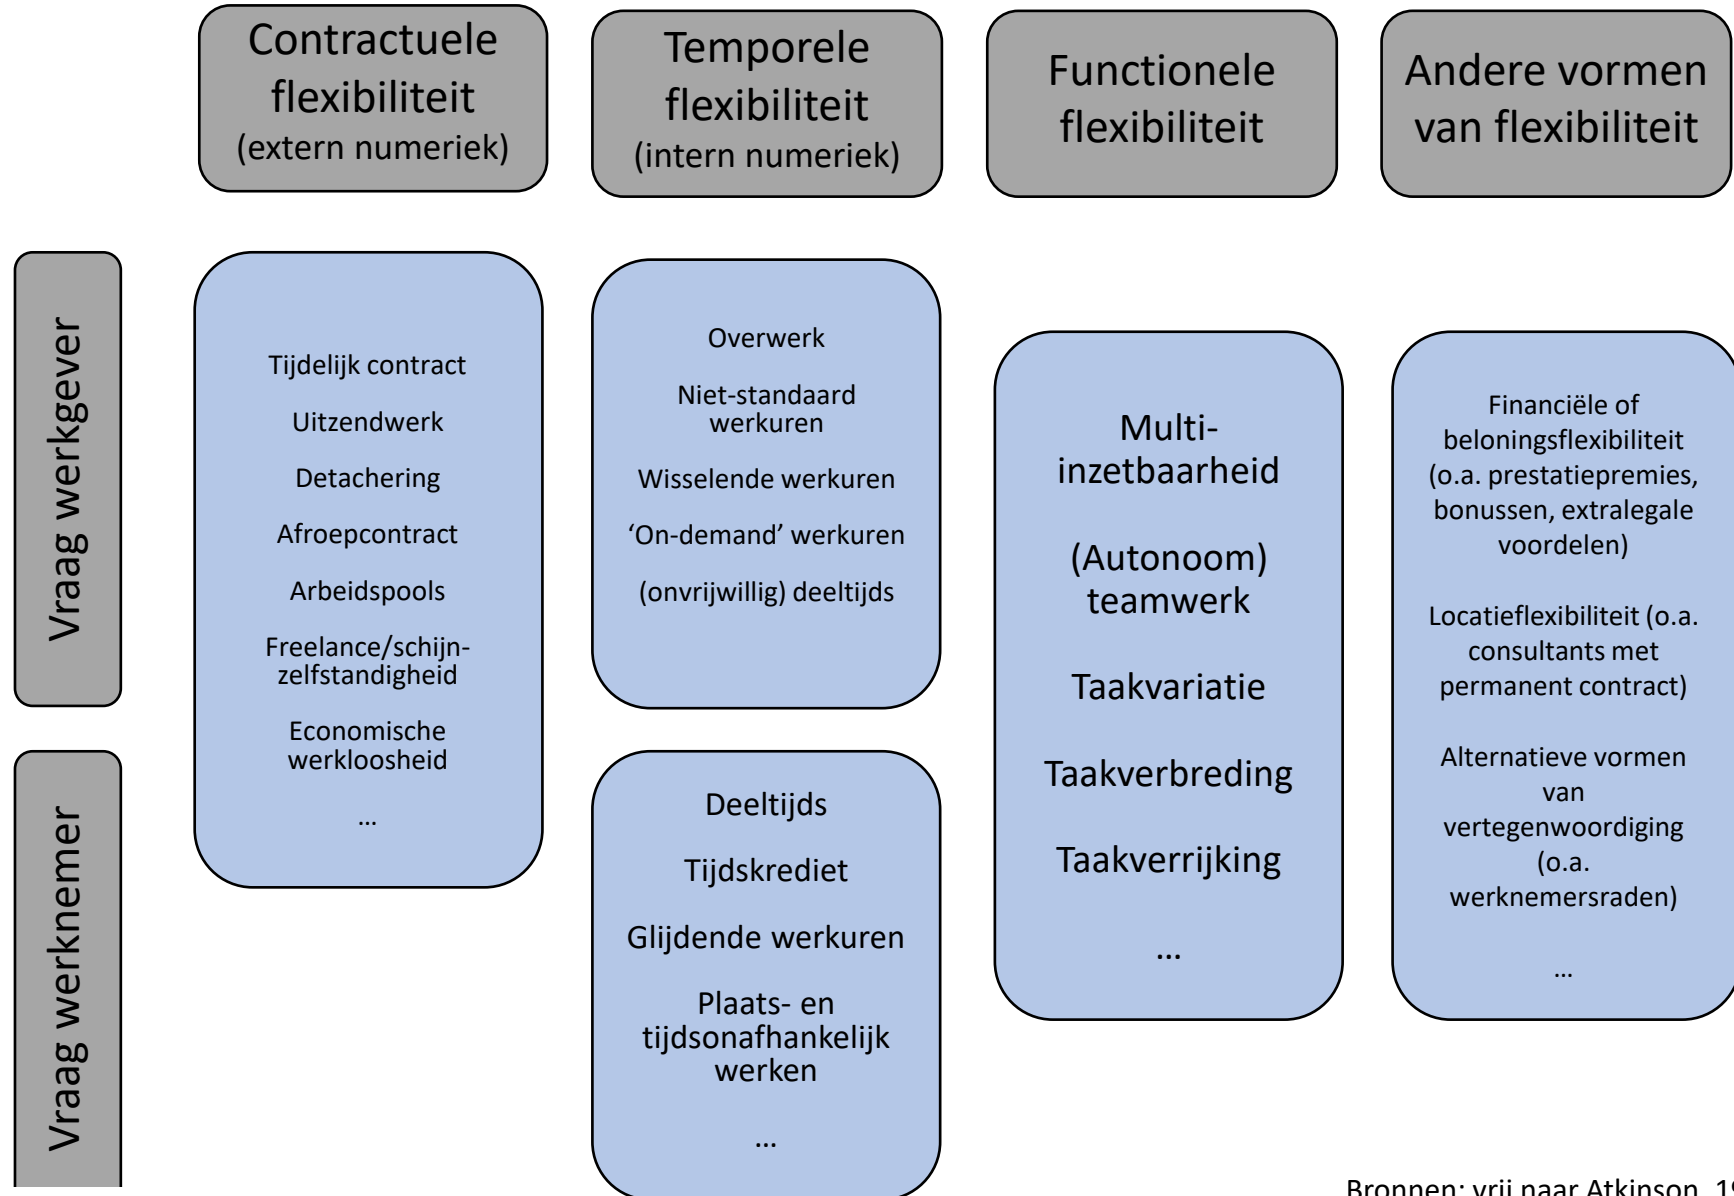 Contractuele
flexibiliteit
(extern numeriek)
Temporele
flexibiliteit
(intern numeriek)
Functionele
flexibiliteit
Andere vormen
van flexibiliteit
Vraag werkgever
Tijdelijk contract
Uitzendwerk
Detachering
Afroepcontract
Arbeidspools
Freelance/schijn-
zelfstandigheid
Economische
werkloosheid
...
Overwerk
Niet-standaard
werkuren
Wisselende werkuren
‘On-demand’ werkuren
(onvrijwillig) deeltijds
Multi-
inzetbaarheid
(Autonoom)
teamwerk
Taakvariatie
Taakverbreding
Taakverrijking
...
Financiële of
beloningsflexibiliteit
(o.a. prestatiepremies,
bonussen, extralegale
voordelen)
Locatieflexibiliteit (o.a.
consultants met
permanent contract)
Alternatieve vormen
van
vertegenwoordiging
(o.a.
werknemersraden)
...
Vraag werknemer
Deeltijds
Tijdskrediet
Glijdende werkuren
Plaats- en
tijdsonafhankelijk
werken
...
Bronnen: vrij naar Atkinson, 19